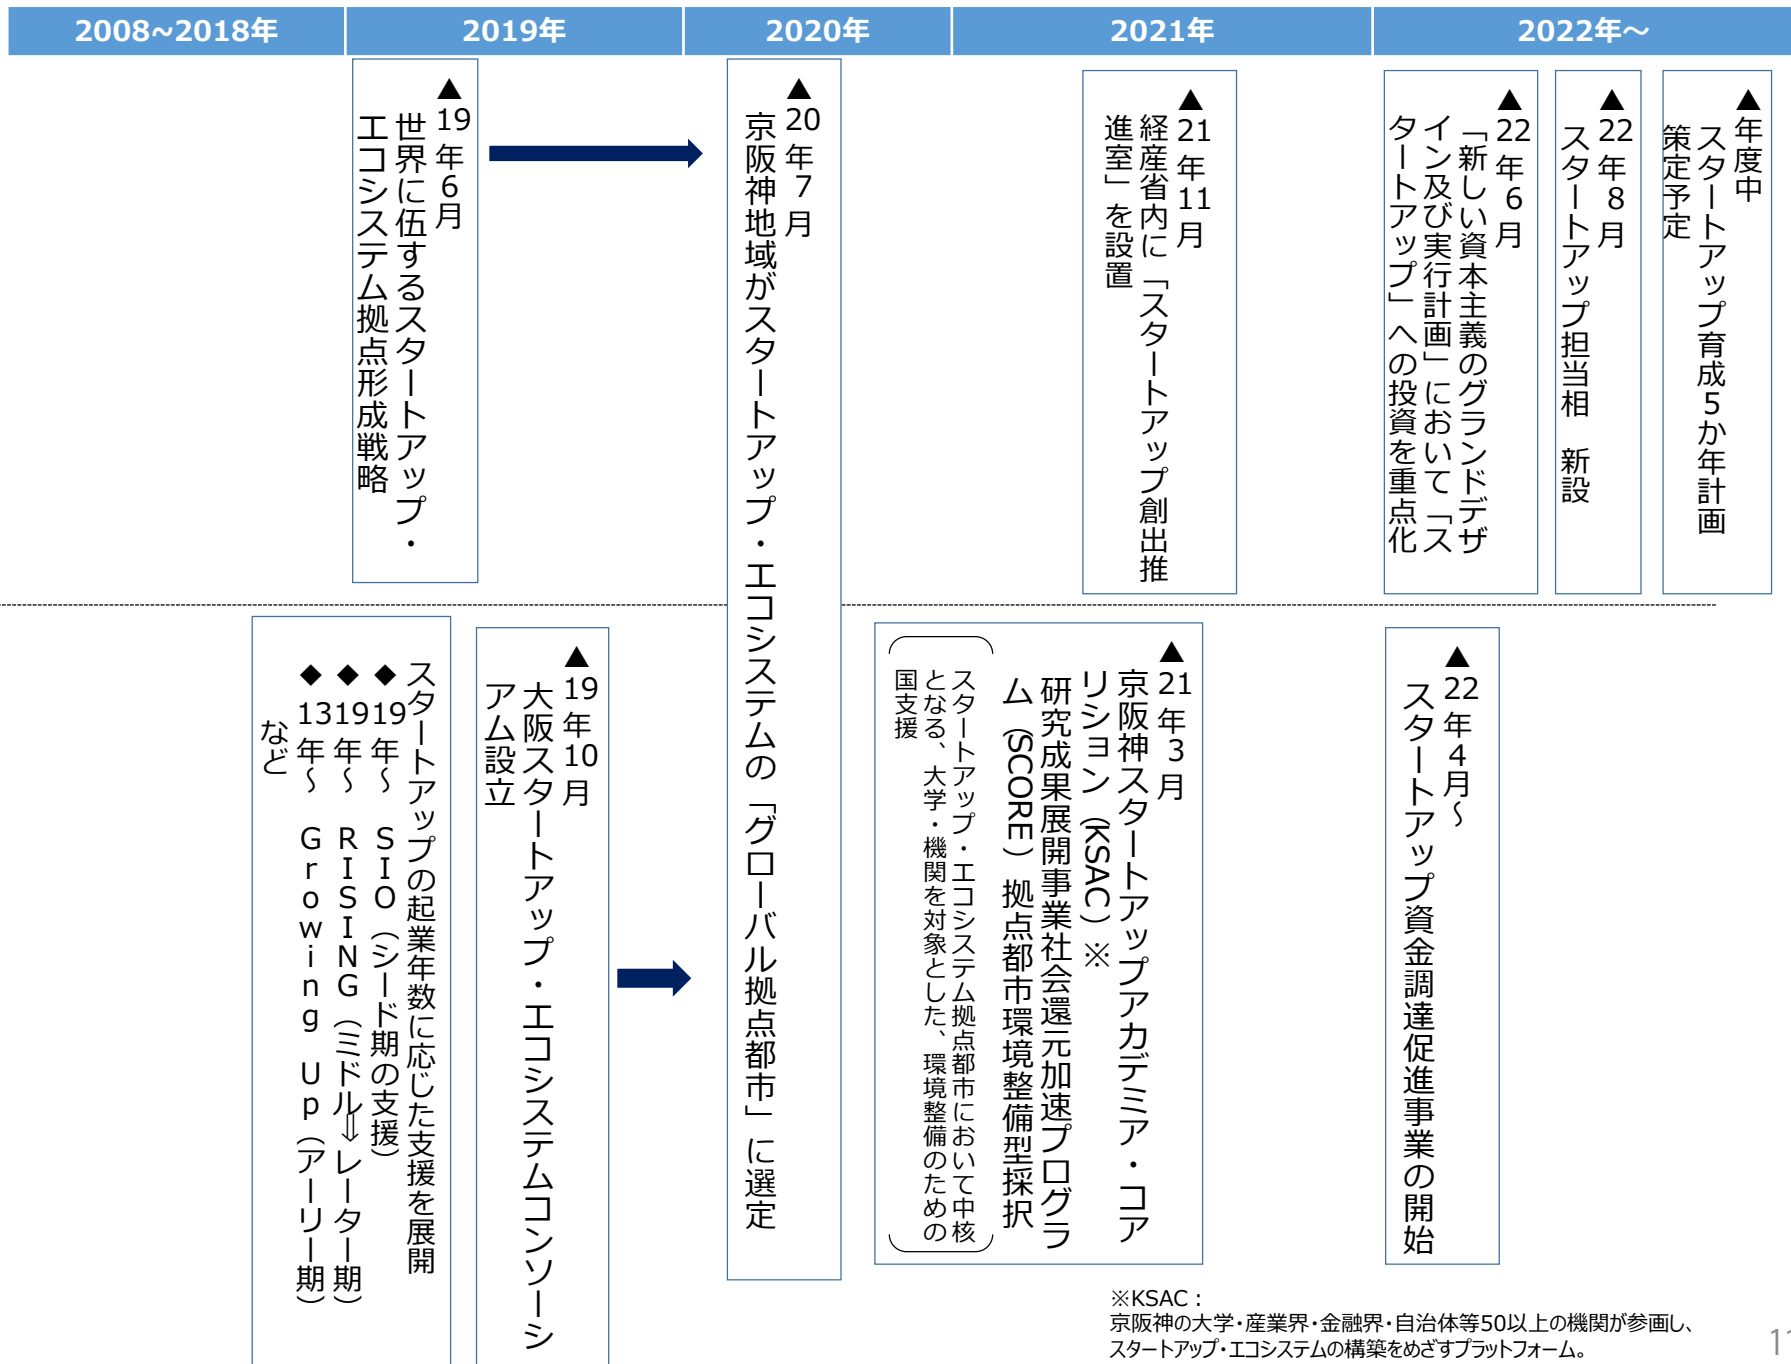 2008~2018年
2019年
2020年
2021年
2022年～
▲19年６月
世界に伍するスタートアップ・
エコシステム拠点形成戦略
▲20年７月
京阪神地域がスタートアップ・エコシステムの「グローバル拠点都市」に選定
▲21年11月
経産省内に「スタートアップ創出推
進室」を設置
▲22年６月
「新しい資本主義のグランドデザ
イン及び実行計画」において「ス
タートアップ」への投資を重点化
▲22年８月
スタートアップ担当相　新設
▲年度中
スタートアップ育成５か年計画
策定予定
スタートアップの起業年数に応じた支援を展開
◆19年～　ＳＩＯ（シード期の支援）
◆19年～　ＲＩＳＩＮＧ（ミドル⇒レーター期）
◆13年～　Ｇｒｏｗｉｎｇ　Ｕｐ（アーリー期）
など
▲19年10月
大阪スタートアップ・エコシステムコンソーシ
アム設立
▲21年３月
京阪神スタートアップアカデミア・コア
リション（KSAC）※
研究成果展開事業社会還元加速プログラ
ム（SCORE）拠点都市環境整備型採択
スタートアップ・エコシステム拠点都市において中核
となる、大学・機関を対象とした、環境整備のための
国支援
▲22年４月～
スタートアップ資金調達促進事業の開始
※KSAC：
京阪神の大学・産業界・金融界・自治体等50以上の機関が参画し、
スタートアップ・エコシステムの構築をめざすプラットフォーム。
11